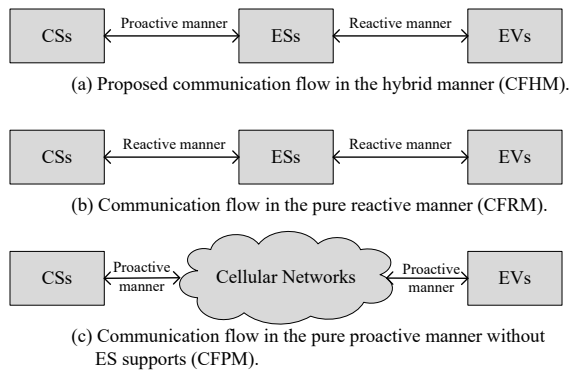 CSs Proactive manner ESs Reactive manner EVs
(a) Proposed communication flow in the hybrid manner (CFHM).
CSs Reactive manner ESs Reactive manner EVs
(b) Communication flow in the pure reactive manner (CFRM).
CSs Proactive manner Cellular Networks Proactive manner EVs
(c) Communication flow in the pure proactive manner without
ES supports (CFPM).